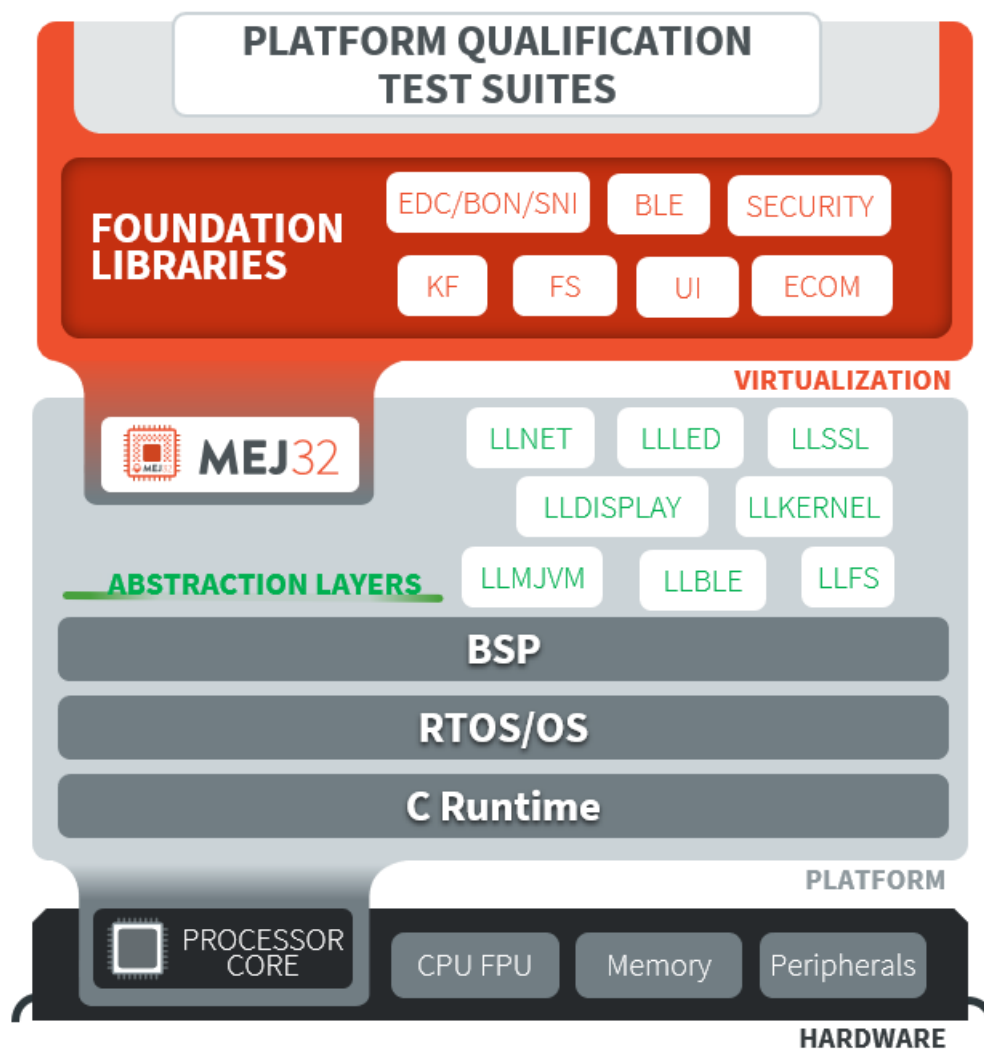 PLATFORM QUALIFICATION
TEST SUITES
FOUNDATION
LIBRARIES
EDC/BON/SNI
BLE
SECURITY
KF
FS
UI
ECOM
VIRTUALIZATION
MEJ32
MEJ32
LLNET
LLLED
LLSSL
LLDISPLAY
LLKERNEL
ABSTRACTION LAYERS
LLMJVM
LLBLE
LLFS
BSP
RTOS/OS
C Runtime
PLATFORM
PROCESSOR
CORE
CPU FPU
Memory
Peripherals
HARDWARE